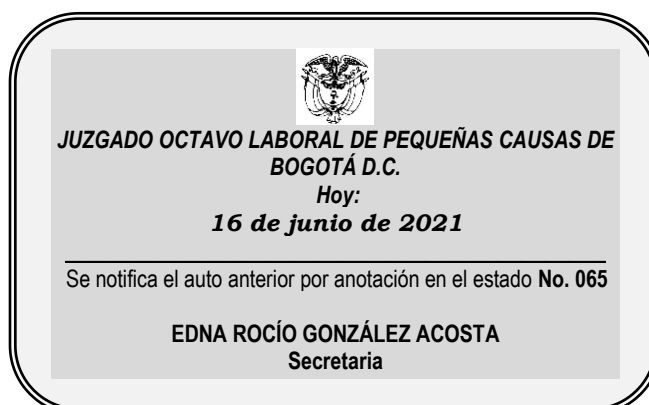 JUZGADO OCTAVO LABORAL DE PEQUEÑAS CAUSAS DE
BOGOTÁ D.C.
Hoy:
16 de junio de 2021
Se notifica el auto anterior por anotación en el estado No. 065
EDNA ROCÍO GONZÁLEZ ACOSTA
Secretaria